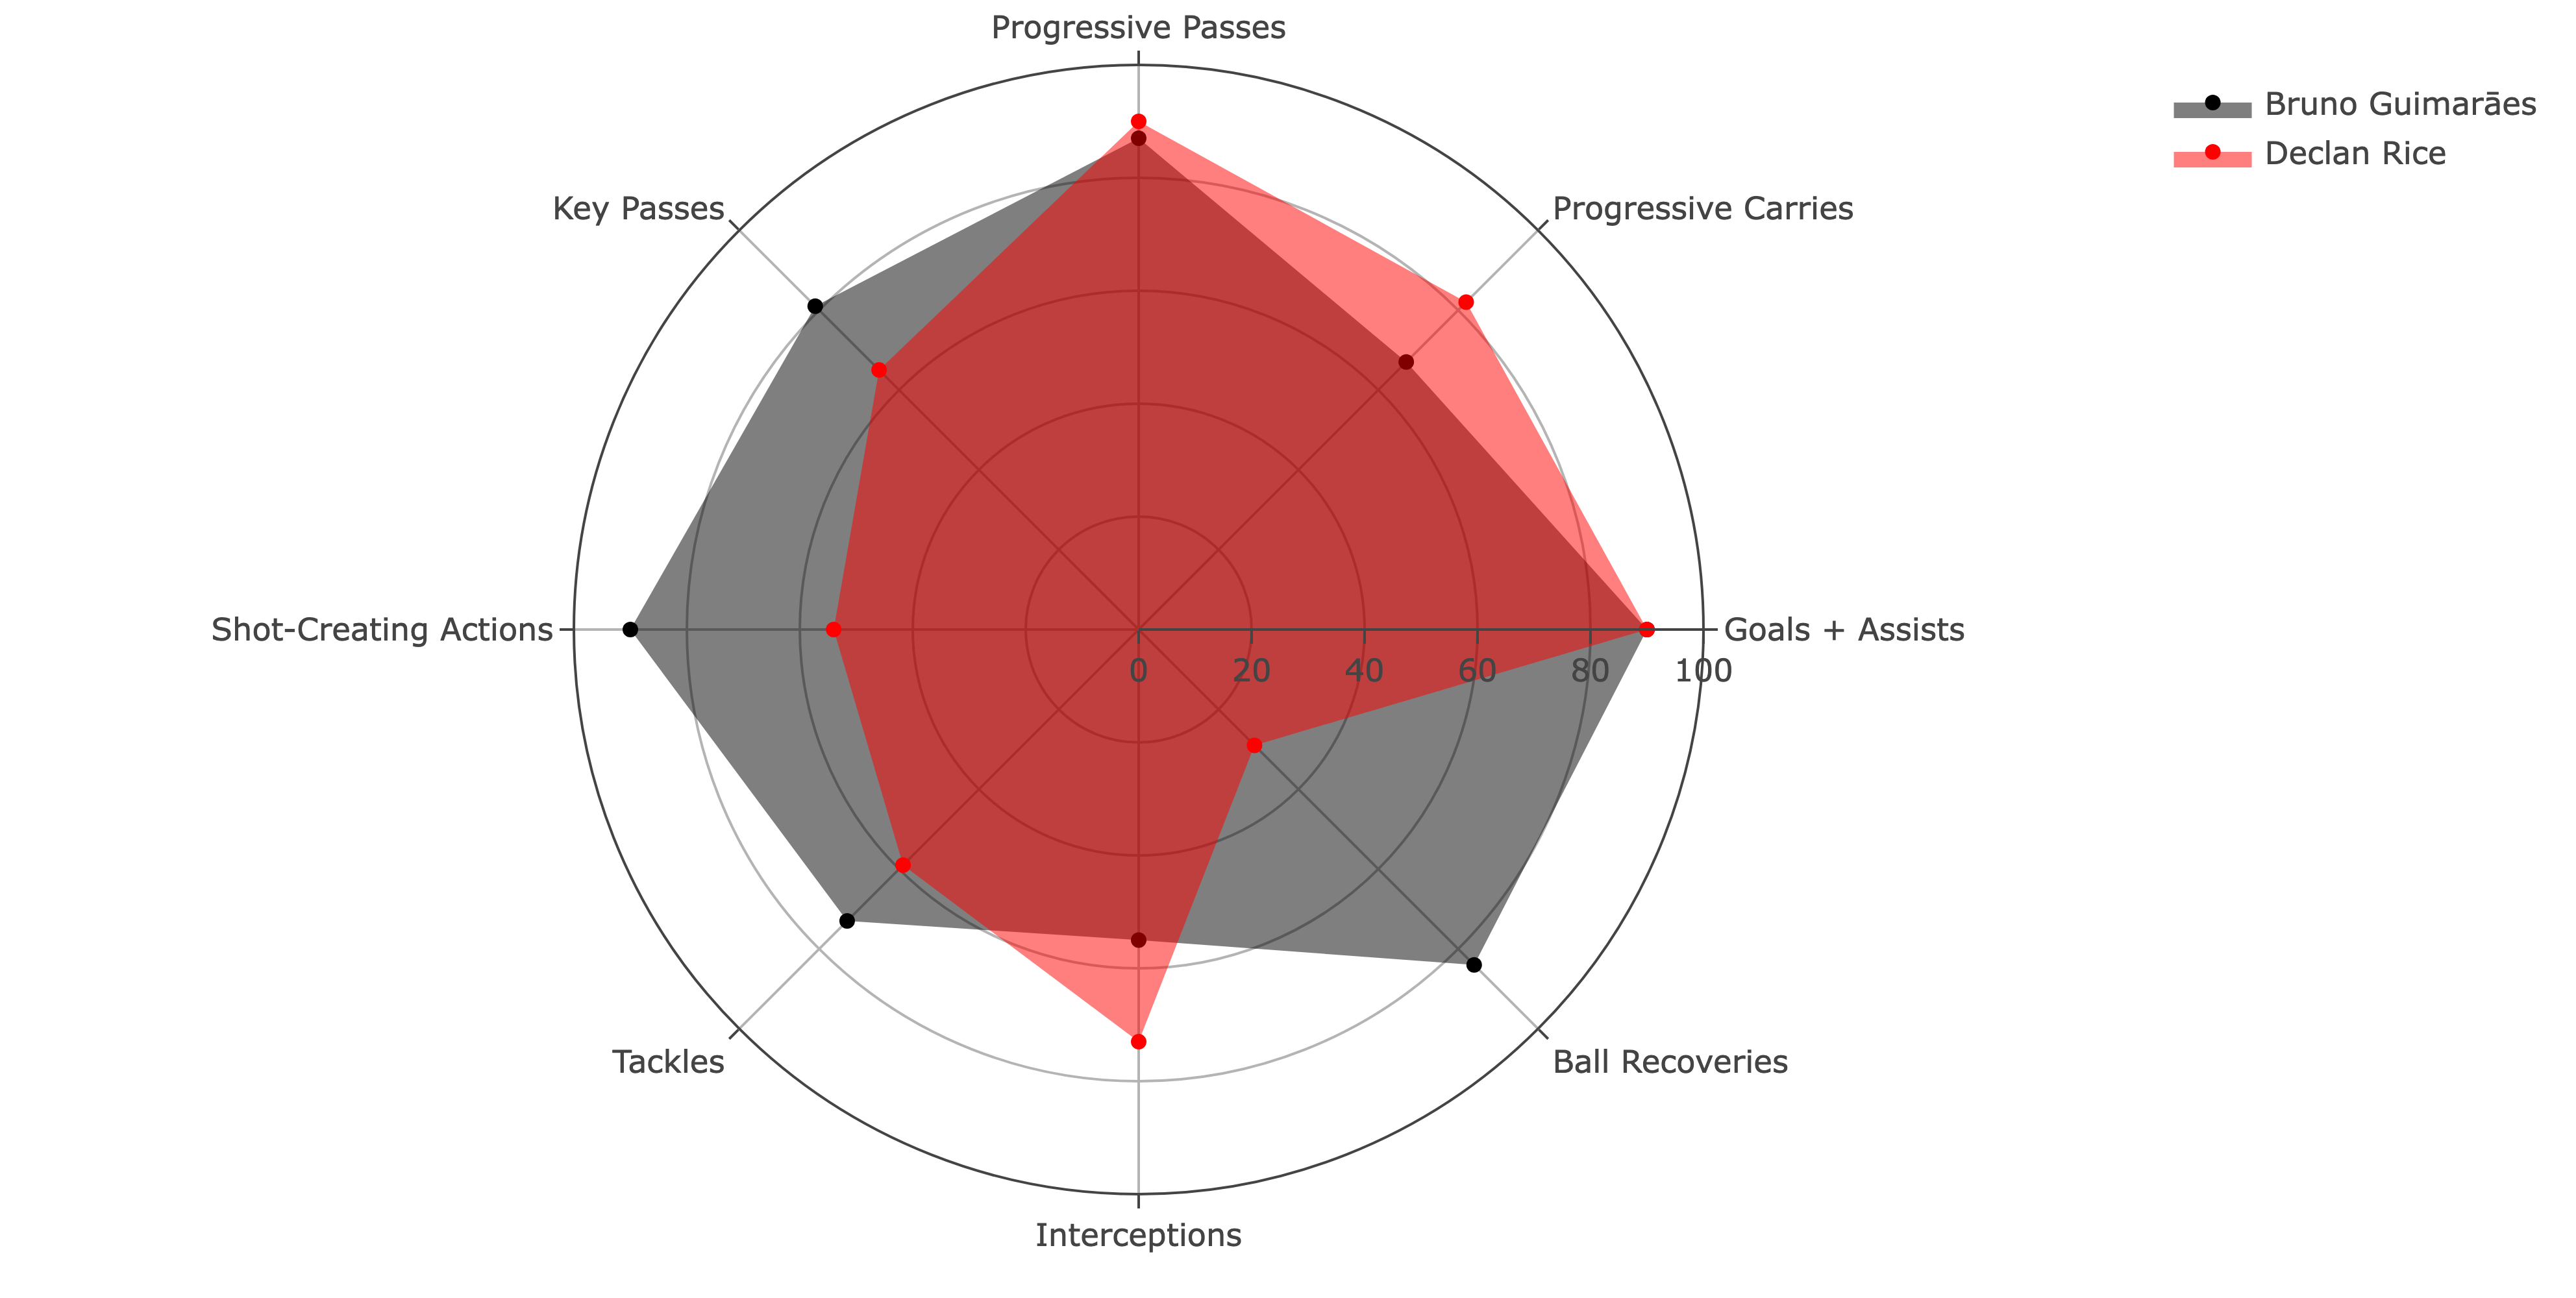 Progressive Passes
Bruno Guimarães
Declan Rice
Key Passes
Progressive Carries
Shot-Creating Actions
Goals + Assists
0 20 40 60 80 100
Tackles
Ball Recoveries
Interceptions